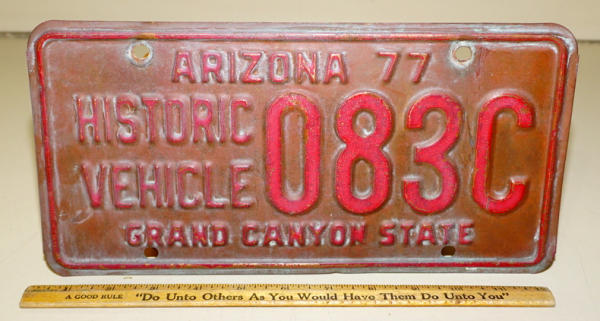 ARIZONA 77
HISTORIC VEHICLE 083C
GRAND CANYON STATE
A GOOD RULE "Do Unto Others As You Would Have Them Do Unto You"